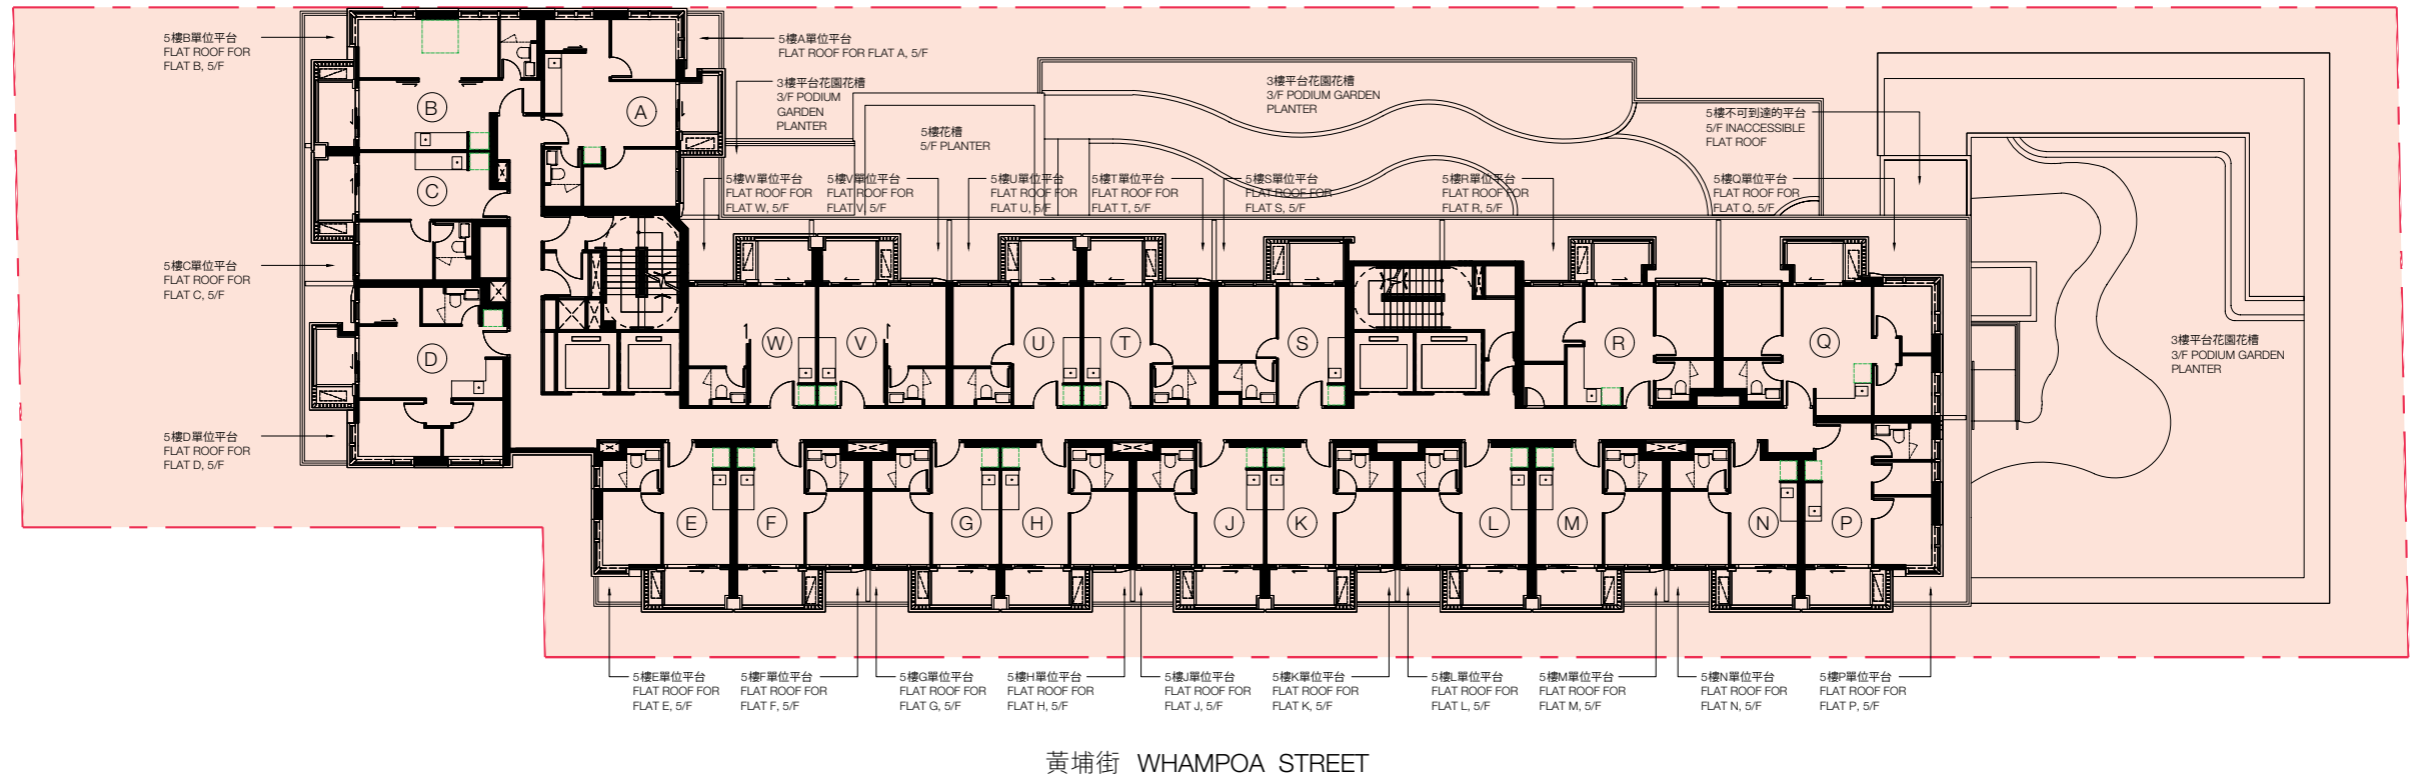 5樓B單位平台
FLAT ROOF FOR
FLAT B, 5/F
5樓A單位平台
FLAT ROOF FOR FLAT A, 5/F
3樓平台花園花槽
3/F PODIUM
GARDEN
PLANTER
3樓平台花園花槽
3/F PODIUM GARDEN
PLANTER
5樓花槽
5/F PLANTER
5樓不可到達的平台
5/F INACCESSIBLE
FLAT ROOF
B
A
C
5樓W單位平台
FLAT ROOF FOR
FLAT W, 5/F
5樓V單位平台
FLAT ROOF FOR
FLAT V, 5/F
5樓U單位平台
FLAT ROOF FOR
FLAT U, 5/F
5樓T單位平台
FLAT ROOF FOR
FLAT T, 5/F
5樓S單位平台
FLAT ROOF FOR
FLAT S, 5/F
5樓R單位平台
FLAT ROOF FOR
FLAT R, 5/F
5樓Q單位平台
FLAT ROOF FOR
FLAT Q, 5/F
5樓C單位平台
FLAT ROOF FOR
FLAT C, 5/F
D
W
V
U
T
S
R
Q
3樓平台花園花槽
3/F PODIUM GARDEN
PLANTER
5樓D單位平台
FLAT ROOF FOR
FLAT D, 5/F
E
F
G
H
J
K
L
M
N
P
5樓E單位平台
FLAT ROOF FOR
FLAT E, 5/F
5樓F單位平台
FLAT ROOF FOR
FLAT F, 5/F
5樓G單位平台
FLAT ROOF FOR
FLAT G, 5/F
5樓H單位平台
FLAT ROOF FOR
FLAT H, 5/F
5樓J單位平台
FLAT ROOF FOR
FLAT J, 5/F
5樓K單位平台
FLAT ROOF FOR
FLAT K, 5/F
5樓L單位平台
FLAT ROOF FOR
FLAT L, 5/F
5樓M單位平台
FLAT ROOF FOR
FLAT M, 5/F
5樓N單位平台
FLAT ROOF FOR
FLAT N, 5/F
5樓P單位平台
FLAT ROOF FOR
FLAT P, 5/F
黃埔街 WHAMPOA STREET